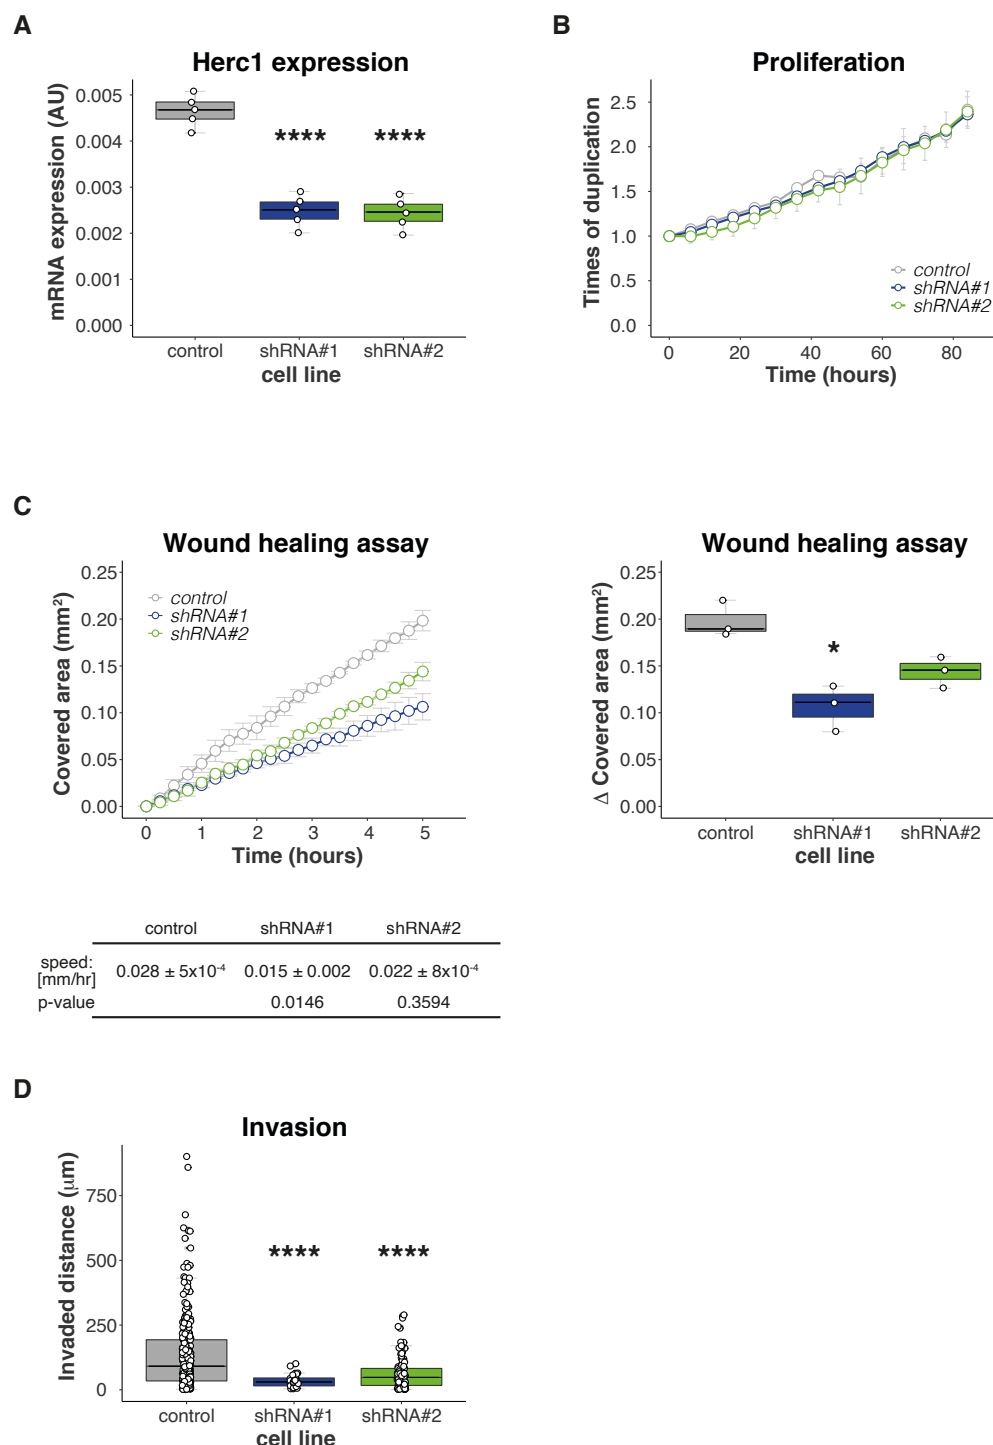 A
Herc1 expression
mRNA expression (AU)
0.005
0.004
0.003
0.002
0.001
0.000
**** ****
control shRNA#1 shRNA#2
cell line
B
Proliferation
Times of duplication
2.5
2.0
1.5
1.0
0.5
0.0
control
shRNA#1
shRNA#2
0 20 40 60 80
Time (hours)
C
Wound healing assay
Covered area (mm²)
0.25
0.20
0.15
0.10
0.05
0.00
control
shRNA#1
shRNA#2
0 1 2 3 4 5
Time (hours)
Wound healing assay
Δ Covered area (mm²)
0.25
0.20
0.15
0.10
0.05
0.00
*
control shRNA#1 shRNA#2
cell line
control shRNA#1 shRNA#2
speed:
[mm/hr] 0.028 ± 5x10⁻⁴ 0.015 ± 0.002 0.022 ± 8x10⁻⁴
p-value 0.0146 0.3594
D
Invasion
Invaded distance (µm)
750
500
250
0
**** ****
control shRNA#1 shRNA#2
cell line